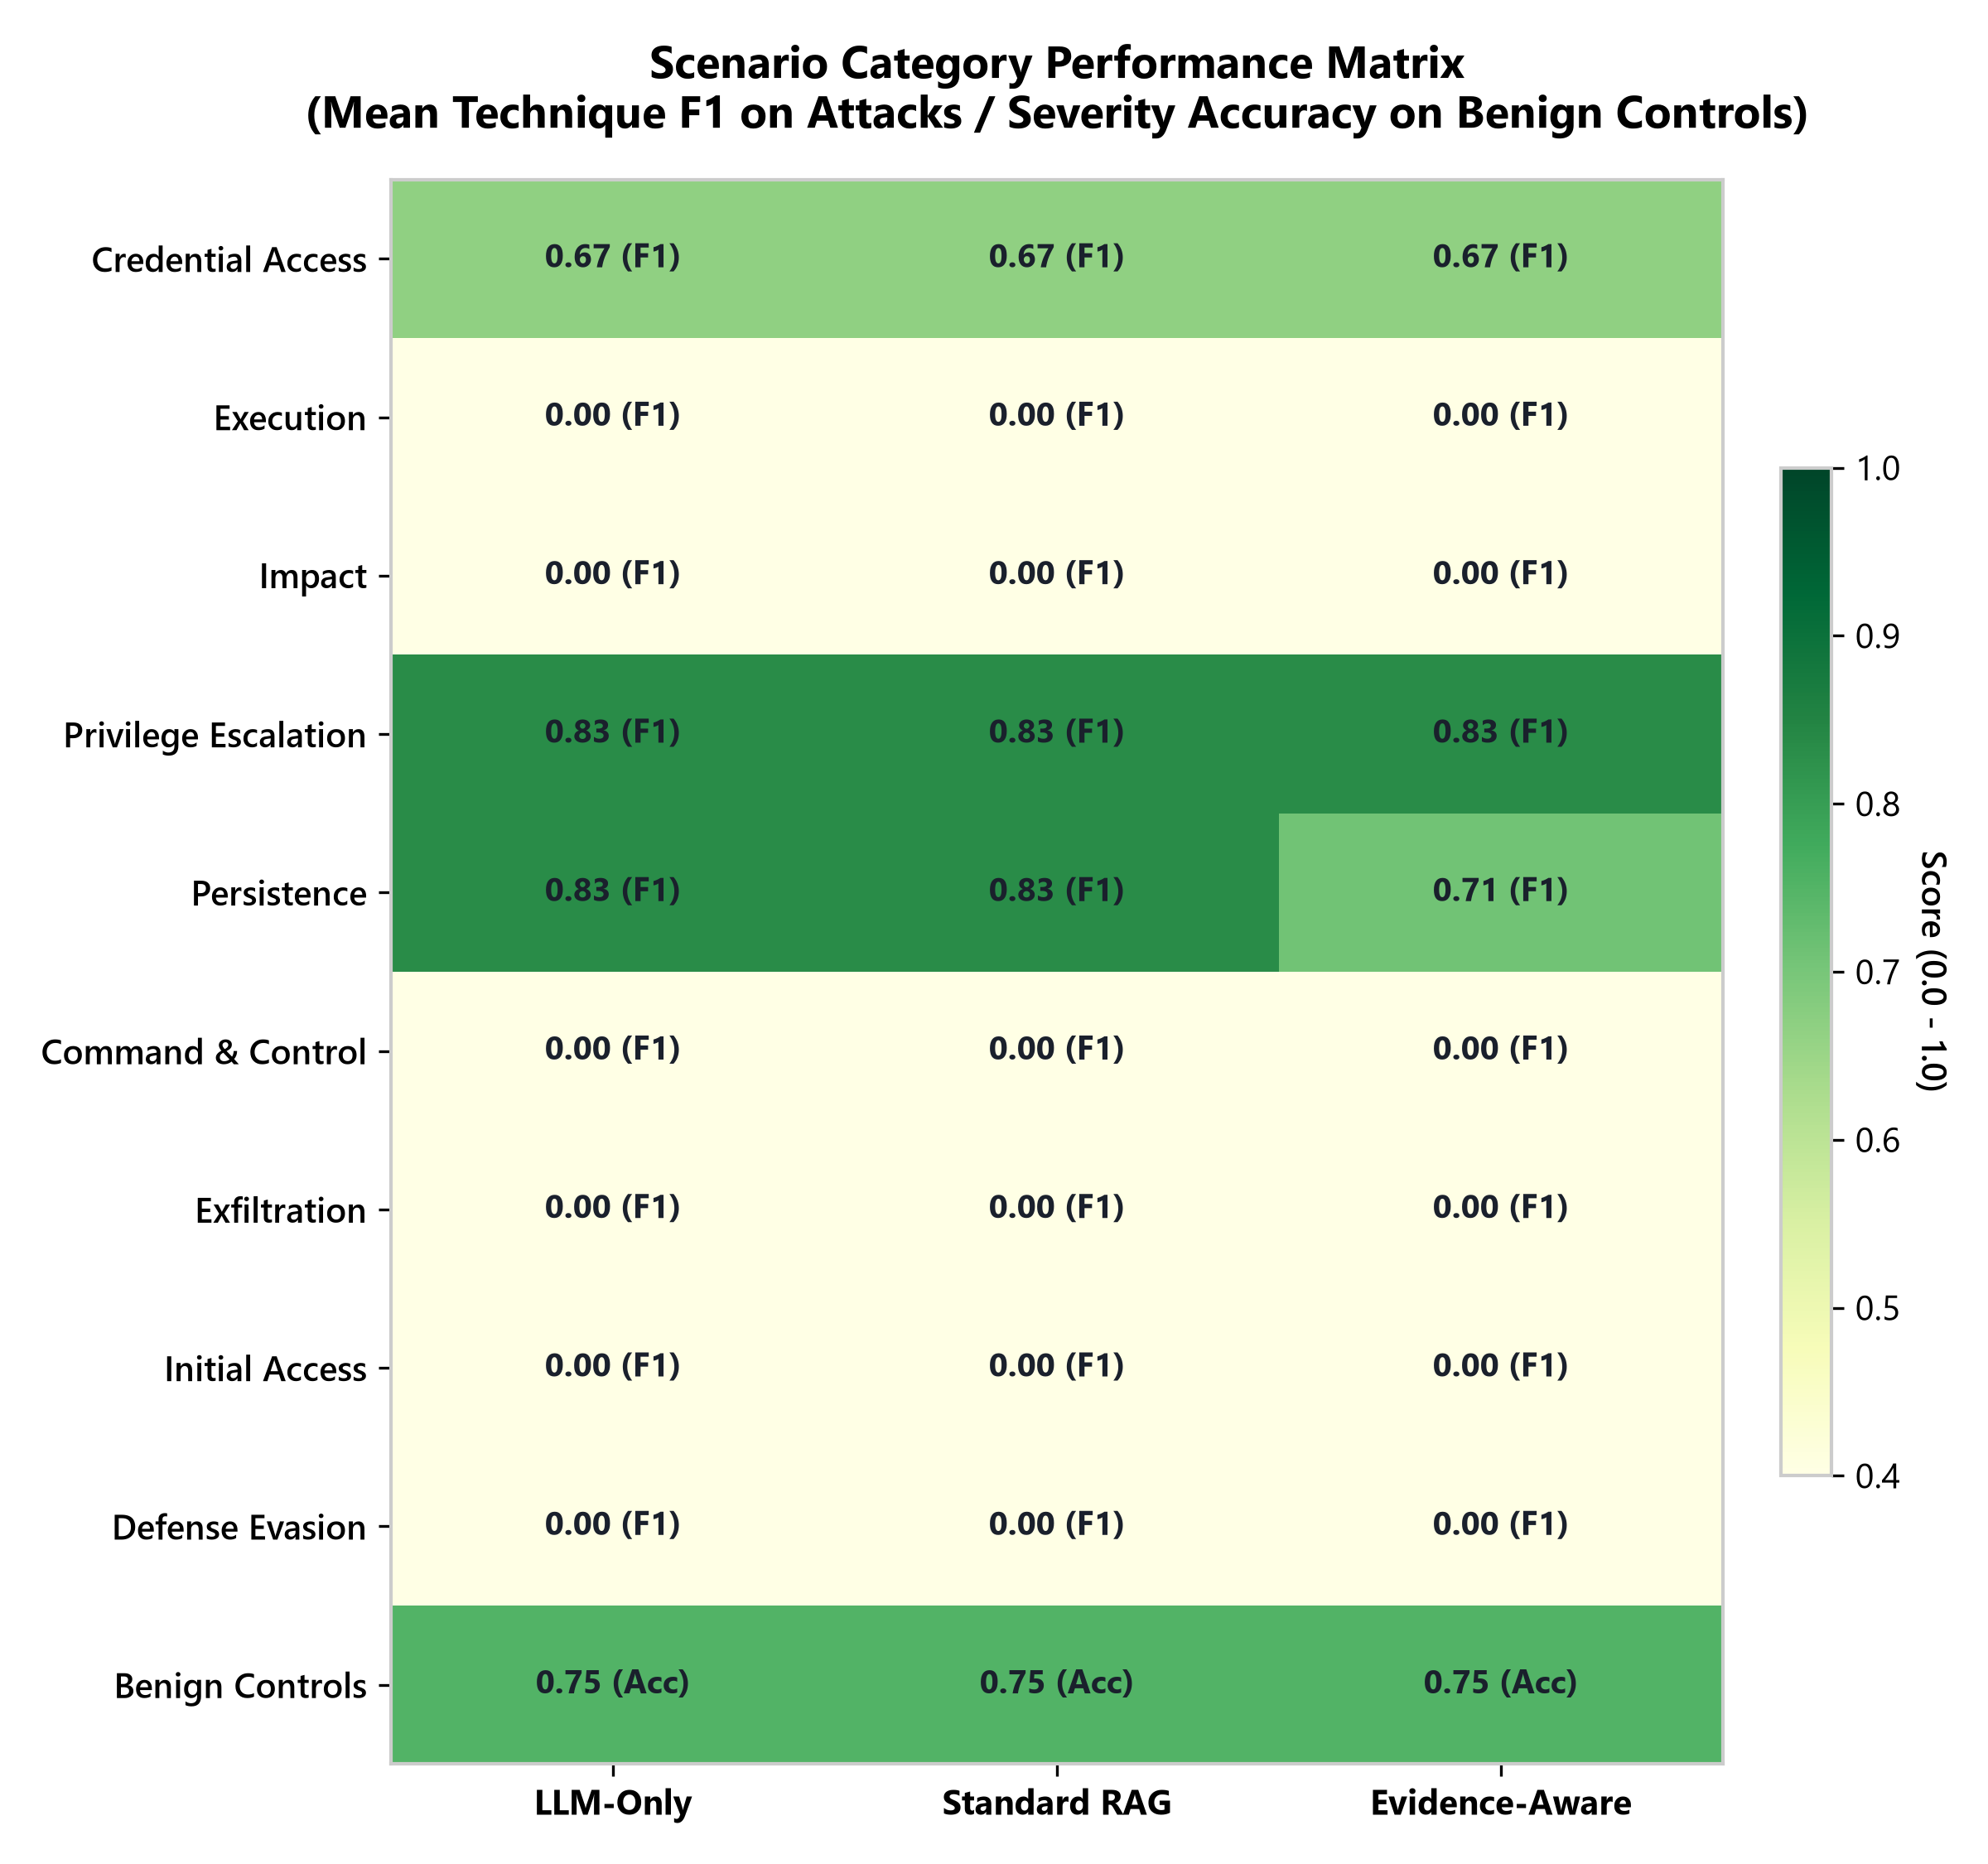 Scenario Category Performance Matrix
(Mean Technique F1 on Attacks / Severity Accuracy on Benign Controls)
Credential Access 0.67 (F1) 0.67 (F1) 0.67 (F1)
Execution 0.00 (F1) 0.00 (F1) 0.00 (F1)
Impact 0.00 (F1) 0.00 (F1) 0.00 (F1)
Privilege Escalation 0.83 (F1) 0.83 (F1) 0.83 (F1)
Persistence 0.83 (F1) 0.83 (F1) 0.71 (F1)
Command & Control 0.00 (F1) 0.00 (F1) 0.00 (F1)
Exfiltration 0.00 (F1) 0.00 (F1) 0.00 (F1)
Initial Access 0.00 (F1) 0.00 (F1) 0.00 (F1)
Defense Evasion 0.00 (F1) 0.00 (F1) 0.00 (F1)
Benign Controls 0.75 (Acc) 0.75 (Acc) 0.75 (Acc)
LLM-Only Standard RAG Evidence-Aware
1.0
0.9
0.8
0.7
0.6
0.5
0.4
Score (0.0 - 1.0)